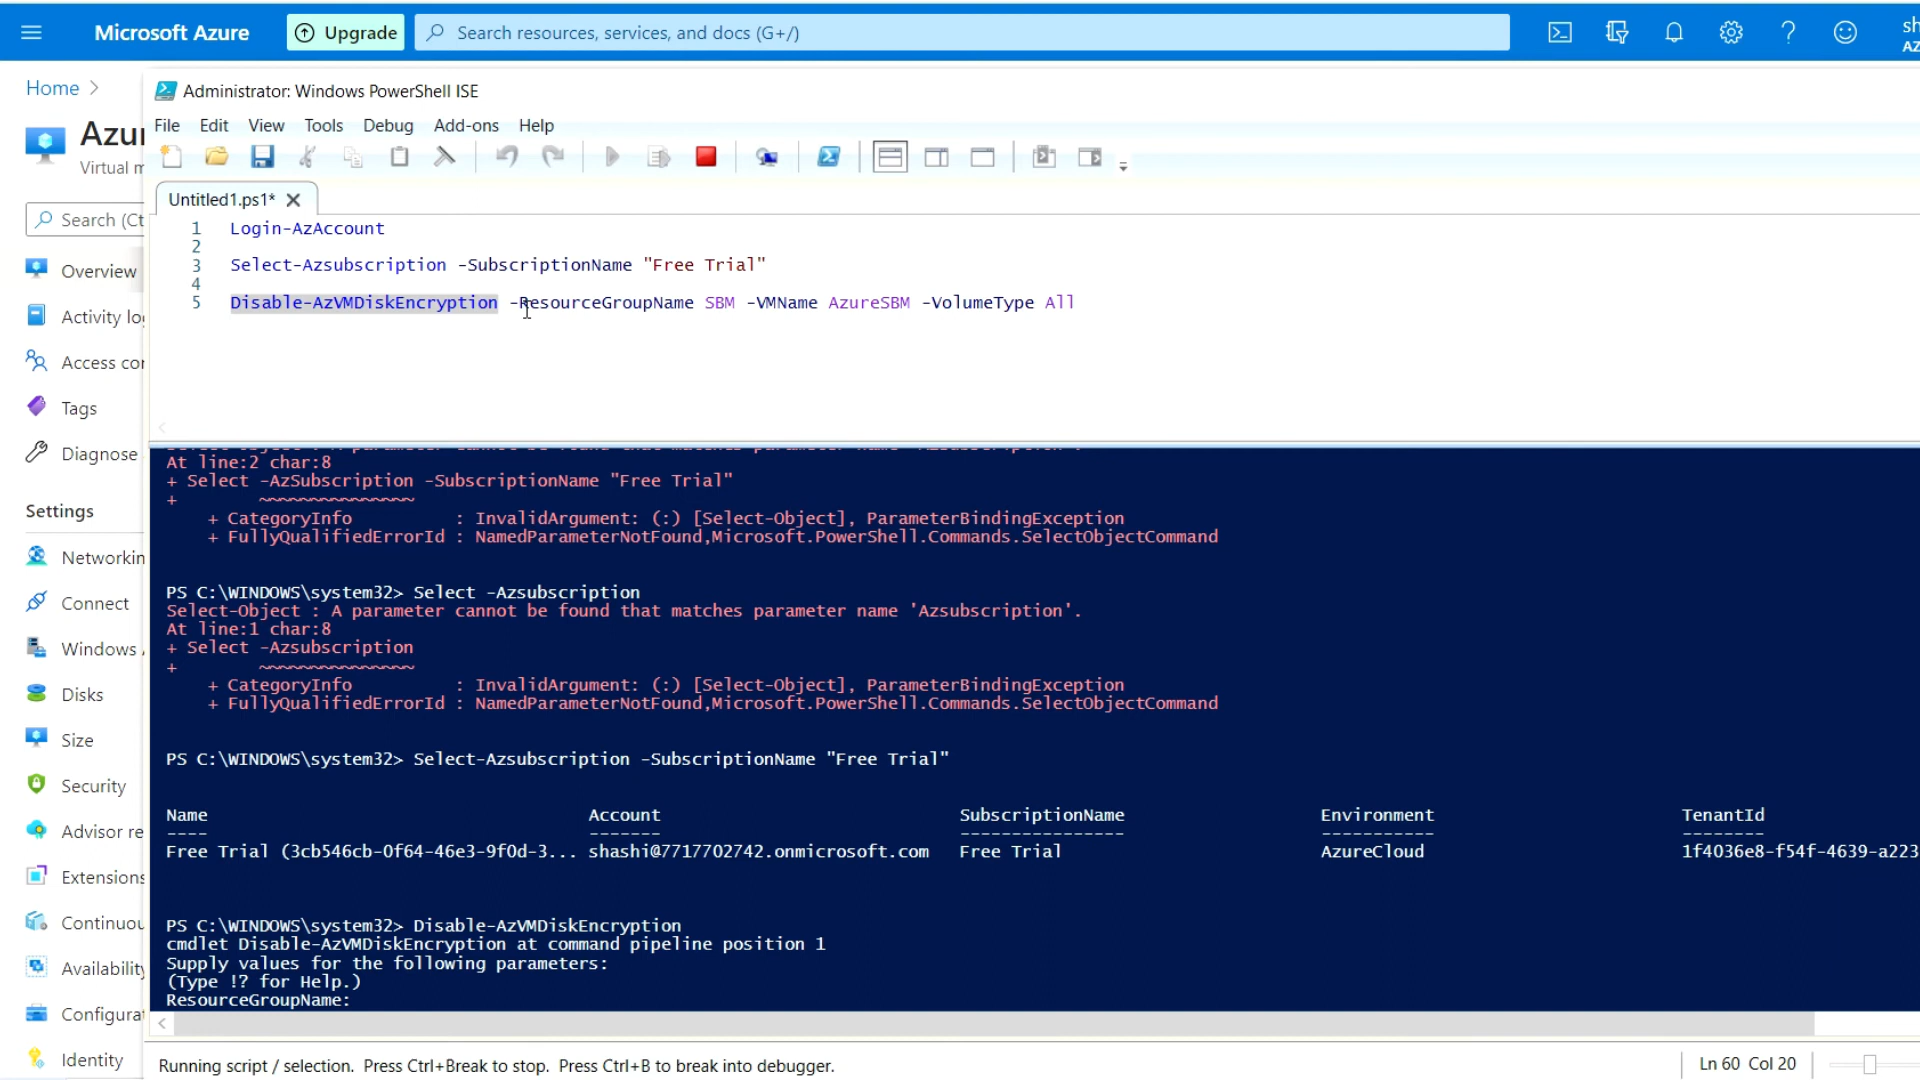 Microsoft Azure
Upgrade
Search resources, services, and docs (G+/)
sh
AZ
Home
Azur
Virtual m
Search (Ct
Overview
Activity log
Access cor
Tags
Diagnose
Settings
Networkin
Connect
Windows
Disks
Size
Security
Advisor re
Extensions
Continuou
Availability
Configurat
Identity
Administrator: Windows PowerShell ISE
File Edit View Tools Debug Add-ons Help
Untitled1.ps1*
1 Login-AzAccount
2
3 Select-Azsubscription -SubscriptionName "Free Trial"
4
5 Disable-AzVMDiskEncryption -ResourceGroupName SBM -VMName AzureSBM -VolumeType All
At line:2 char:8
+ Select -AzSubscription -SubscriptionName "Free Trial"
+ ~~~~~~~~~~~~~~~
+ CategoryInfo : InvalidArgument: (:) [Select-Object], ParameterBindingException
+ FullyQualifiedErrorId : NamedParameterNotFound,Microsoft.PowerShell.Commands.SelectObjectCommand
PS C:\WINDOWS\system32> Select -Azsubscription
Select-Object : A parameter cannot be found that matches parameter name 'Azsubscription'.
At line:1 char:8
+ Select -Azsubscription
+ ~~~~~~~~~~~~~~~
+ CategoryInfo : InvalidArgument: (:) [Select-Object], ParameterBindingException
+ FullyQualifiedErrorId : NamedParameterNotFound,Microsoft.PowerShell.Commands.SelectObjectCommand
PS C:\WINDOWS\system32> Select-Azsubscription -SubscriptionName "Free Trial"
Name Account SubscriptionName Environment TenantId
---- ------- ---------------- ----------- --------
Free Trial (3cb546cb-0f64-46e3-9f0d-3... shashi@7717702742.onmicrosoft.com Free Trial AzureCloud 1f4036e8-f54f-4639-a223
PS C:\WINDOWS\system32> Disable-AzVMDiskEncryption
cmdlet Disable-AzVMDiskEncryption at command pipeline position 1
Supply values for the following parameters:
(Type !? for Help.)
ResourceGroupName:
Running script / selection. Press Ctrl+Break to stop. Press Ctrl+B to break into debugger.
Ln 60 Col 20